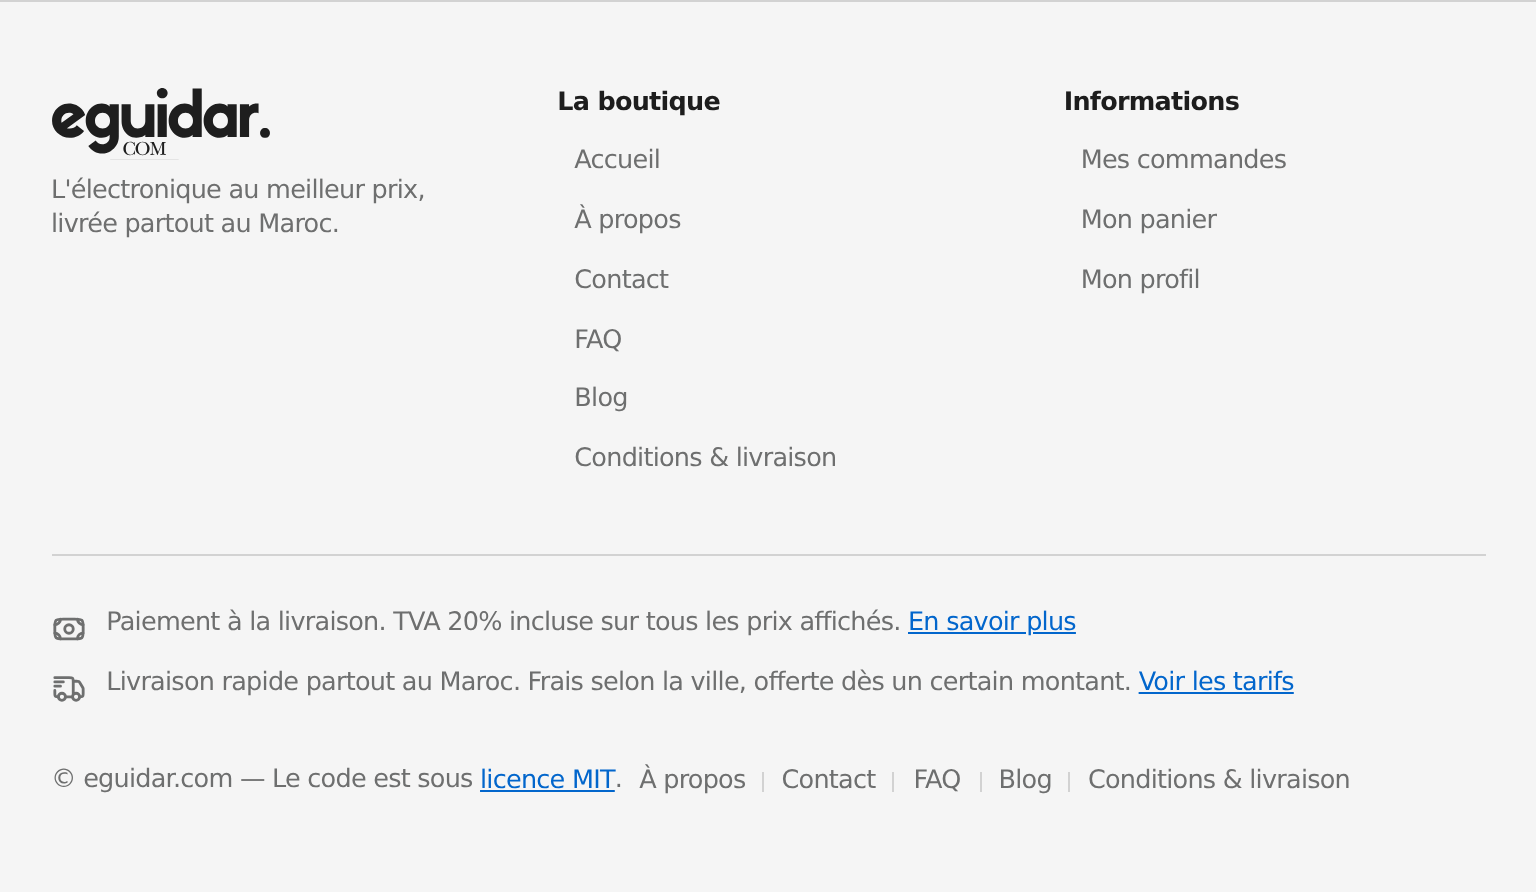 eguidar.
COM
L'électronique au meilleur prix,
livrée partout au Maroc.
La boutique
Accueil
À propos
Contact
FAQ
Blog
Conditions & livraison
Informations
Mes commandes
Mon panier
Mon profil
Paiement à la livraison. TVA 20% incluse sur tous les prix affichés. En savoir plus
Livraison rapide partout au Maroc. Frais selon la ville, offerte dès un certain montant. Voir les tarifs
© eguidar.com — Le code est sous licence MIT. À propos | Contact | FAQ | Blog | Conditions & livraison